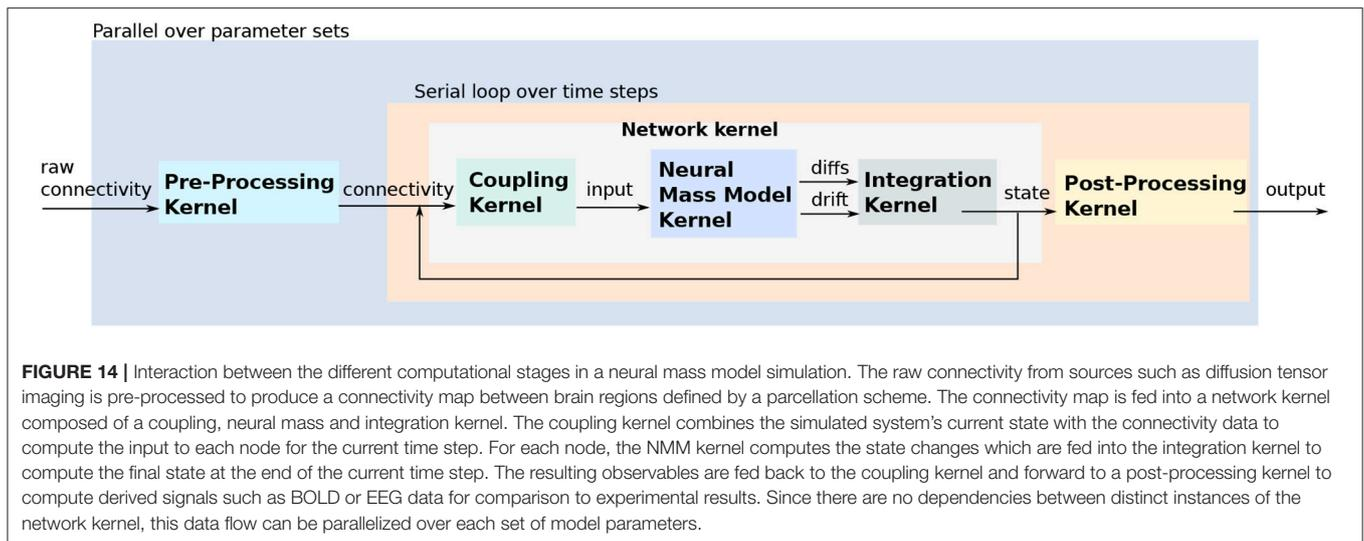 Parallel over parameter sets
Serial loop over time steps
Network kernel
raw
connectivity
Pre-Processing
Kernel
connectivity
Coupling
Kernel
input
Neural
Mass Model
Kernel
diffs
drift
Integration
Kernel
state
Post-Processing
Kernel
output
FIGURE 14 | Interaction between the different computational stages in a neural mass model simulation. The raw connectivity from sources such as diffusion tensor
imaging is pre-processed to produce a connectivity map between brain regions defined by a parcellation scheme. The connectivity map is fed into a network kernel
composed of a coupling, neural mass and integration kernel. The coupling kernel combines the simulated system's current state with the connectivity data to
compute the input to each node for the current time step. For each node, the NMM kernel computes the state changes which are fed into the integration kernel to
compute the final state at the end of the current time step. The resulting observables are fed back to the coupling kernel and forward to a post-processing kernel to
compute derived signals such as BOLD or EEG data for comparison to experimental results. Since there are no dependencies between distinct instances of the
network kernel, this data flow can be parallelized over each set of model parameters.